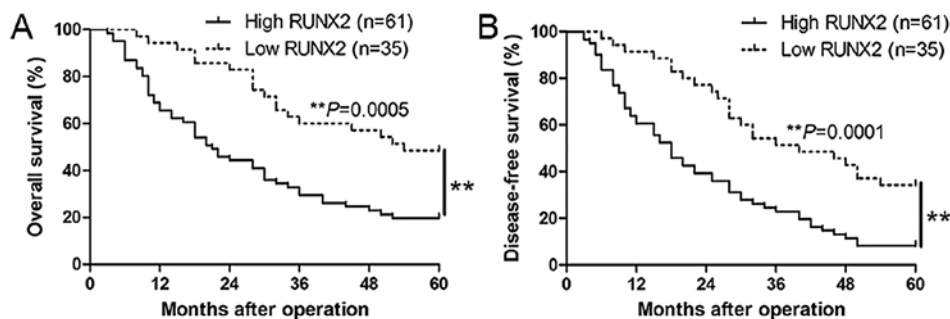 A
High RUNX2 (n=61)
Low RUNX2 (n=35)
Overall survival (%)
100
80
60
40
20
0
**P=0.0005
**
0 12 24 36 48 60
Months after operation
B
High RUNX2 (n=61)
Low RUNX2 (n=35)
Disease-free survival (%)
100
80
60
40
20
0
**P=0.0001
**
0 12 24 36 48 60
Months after operation